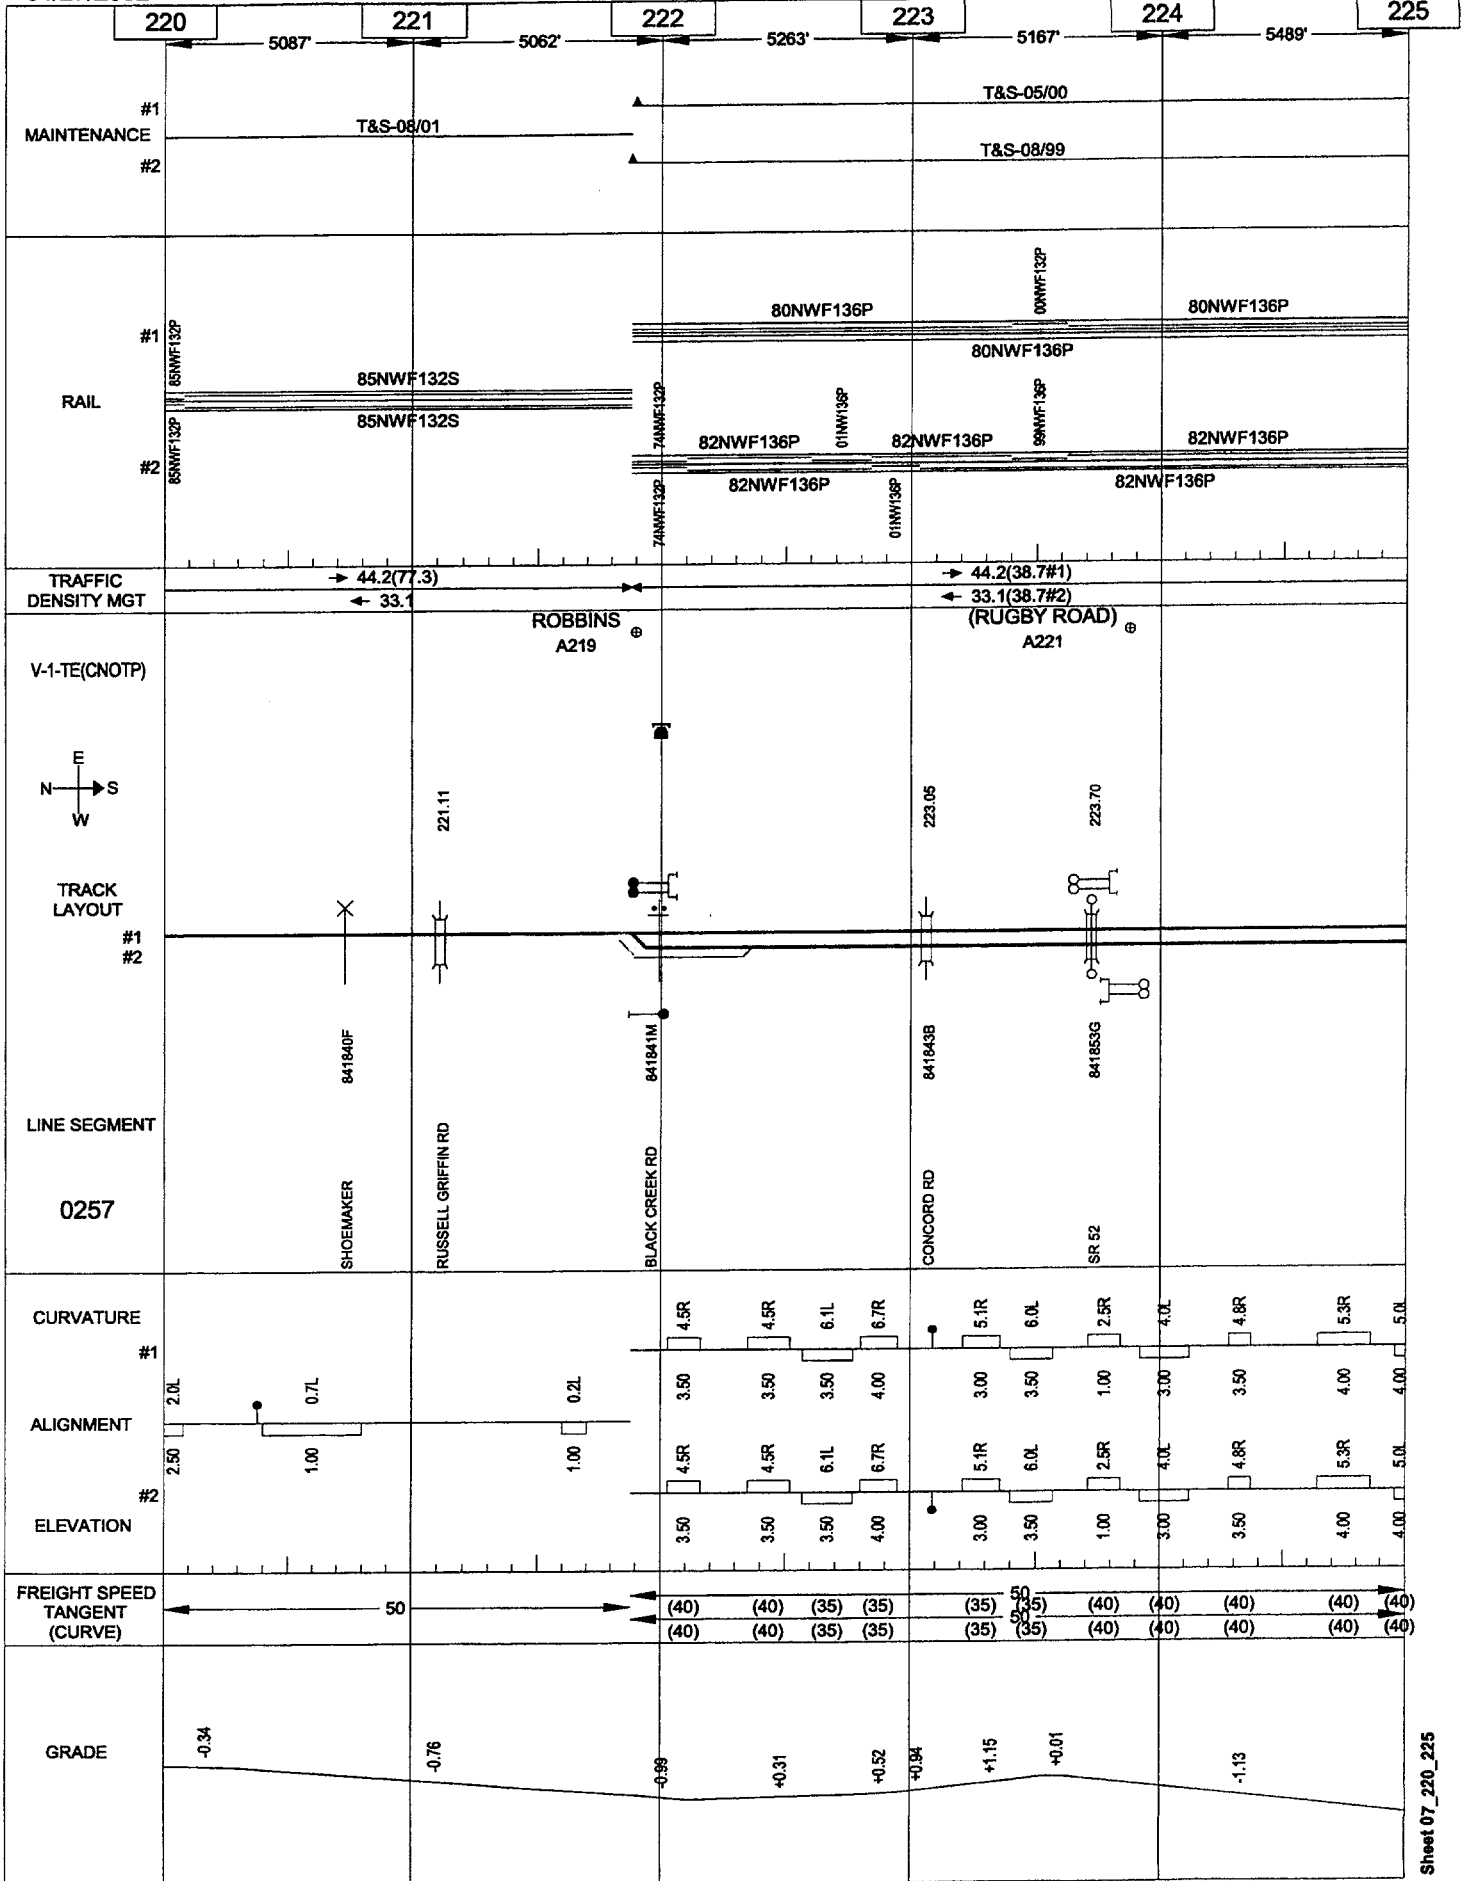 220 221 222 223 224 225
5087' 5062' 5263' 5167' 5489'
#1
T&S-05/00
MAINTENANCE
T&S-08/01
#2
T&S-08/99
00NWF132P
80NWF136P
80NWF136P
#1
85NWF132P
80NWF136P
85NWF132S
RAIL
85NWF132S
74NWF132P
01NW136P
99NWF136P
82NWF136P
82NWF136P
82NWF136P
#2
85NWF132P
82NWF136P
82NWF136P
74NWF132P
01NW136P
TRAFFIC
DENSITY MGT
44.2(77.3)
33.1
44.2(38.7#1)
33.1(38.7#2)
ROBBINS
A219
(RUGBY ROAD)
A221
V-1-TE(CNOTP)
E
N S
W
221.11
223.05
223.70
TRACK
LAYOUT
#1
#2
841840F
841841M
841843B
841853G
LINE SEGMENT
0257
SHOEMAKER
RUSSELL GRIFFIN RD
BLACK CREEK RD
CONCORD RD
SR 52
CURVATURE
4.5R 4.5R 6.1L 6.7R 5.1R 6.0L 2.5R 4.0L 4.8R 5.3R 5.0L
#1
3.50 3.50 3.50 4.00 3.00 3.50 1.00 3.00 3.50 4.00 4.00
2.0L 0.7L 0.2L
ALIGNMENT
2.50 1.00 1.00
4.5R 4.5R 6.1L 6.7R 5.1R 6.0L 2.5R 4.0L 4.8R 5.3R 5.0L
#2
ELEVATION
3.50 3.50 3.50 4.00 3.00 3.50 1.00 3.00 3.50 4.00 4.00
FREIGHT SPEED
TANGENT
(CURVE)
50
50
(40) (40) (35) (35) (35) (35) (40) (40) (40) (40) (40)
50
(40) (40) (35) (35) (35) (35) (40) (40) (40) (40) (40)
GRADE
-0.34 -0.76 -0.99 +0.31 +0.52 +0.94 +1.15 +0.01 -1.13
Sheet 07_220_225